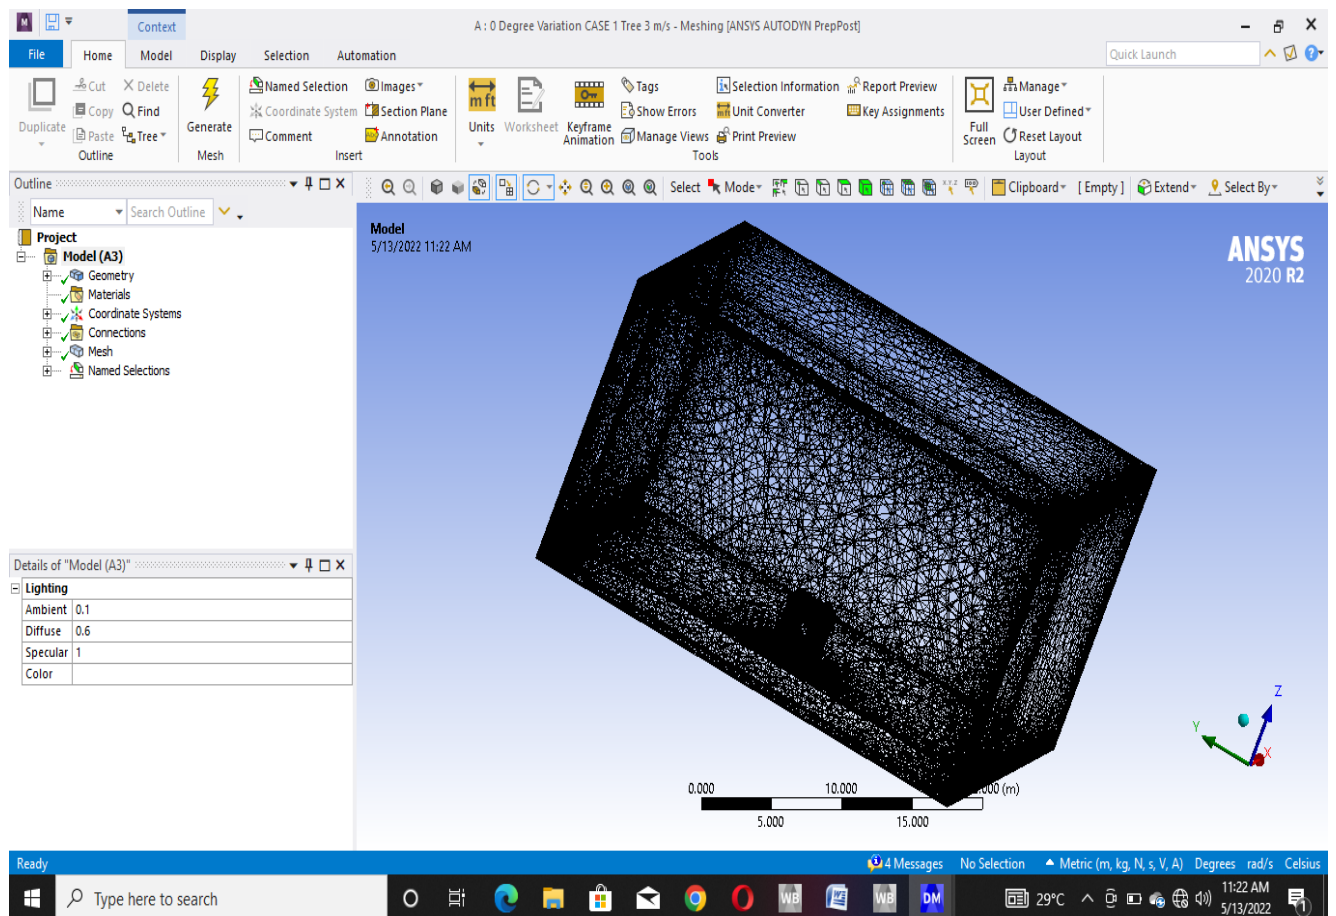 Context
A : 0 Degree Variation CASE 1 Tree 3 m/s - Meshing [ANSYS AUTODYN PrepPost]
File Home Model Display Selection Automation Quick Launch
Duplicate Cut Delete Copy Find Paste Tree
Outline
Generate
Mesh
Named Selection Images
Coordinate System Section Plane
Comment Annotation
Insert
Units Worksheet Keyframe Animation
Tags Selection Information Report Preview
Show Errors Unit Converter Key Assignments
Manage Views Print Preview
Tools
Full Screen
Manage
User Defined
Reset Layout
Layout
Outline
Name Search Outline
Select Mode Clipboard [ Empty ] Extend Select By
Project
Model (A3)
Geometry
Materials
Coordinate Systems
Connections
Mesh
Named Selections
Details of "Model (A3)"
Lighting
Ambient 0.1
Diffuse 0.6
Specular 1
Color
Model
5/13/2022 11:22 AM
ANSYS
2020 R2
Z
Y
X
0.000 10.000 (m)
5.000 15.000
Ready 4 Messages No Selection Metric (m, kg, N, s, V, A) Degrees rad/s Celsius
Type here to search WB WB DM 29°C 11:22 AM
5/13/2022